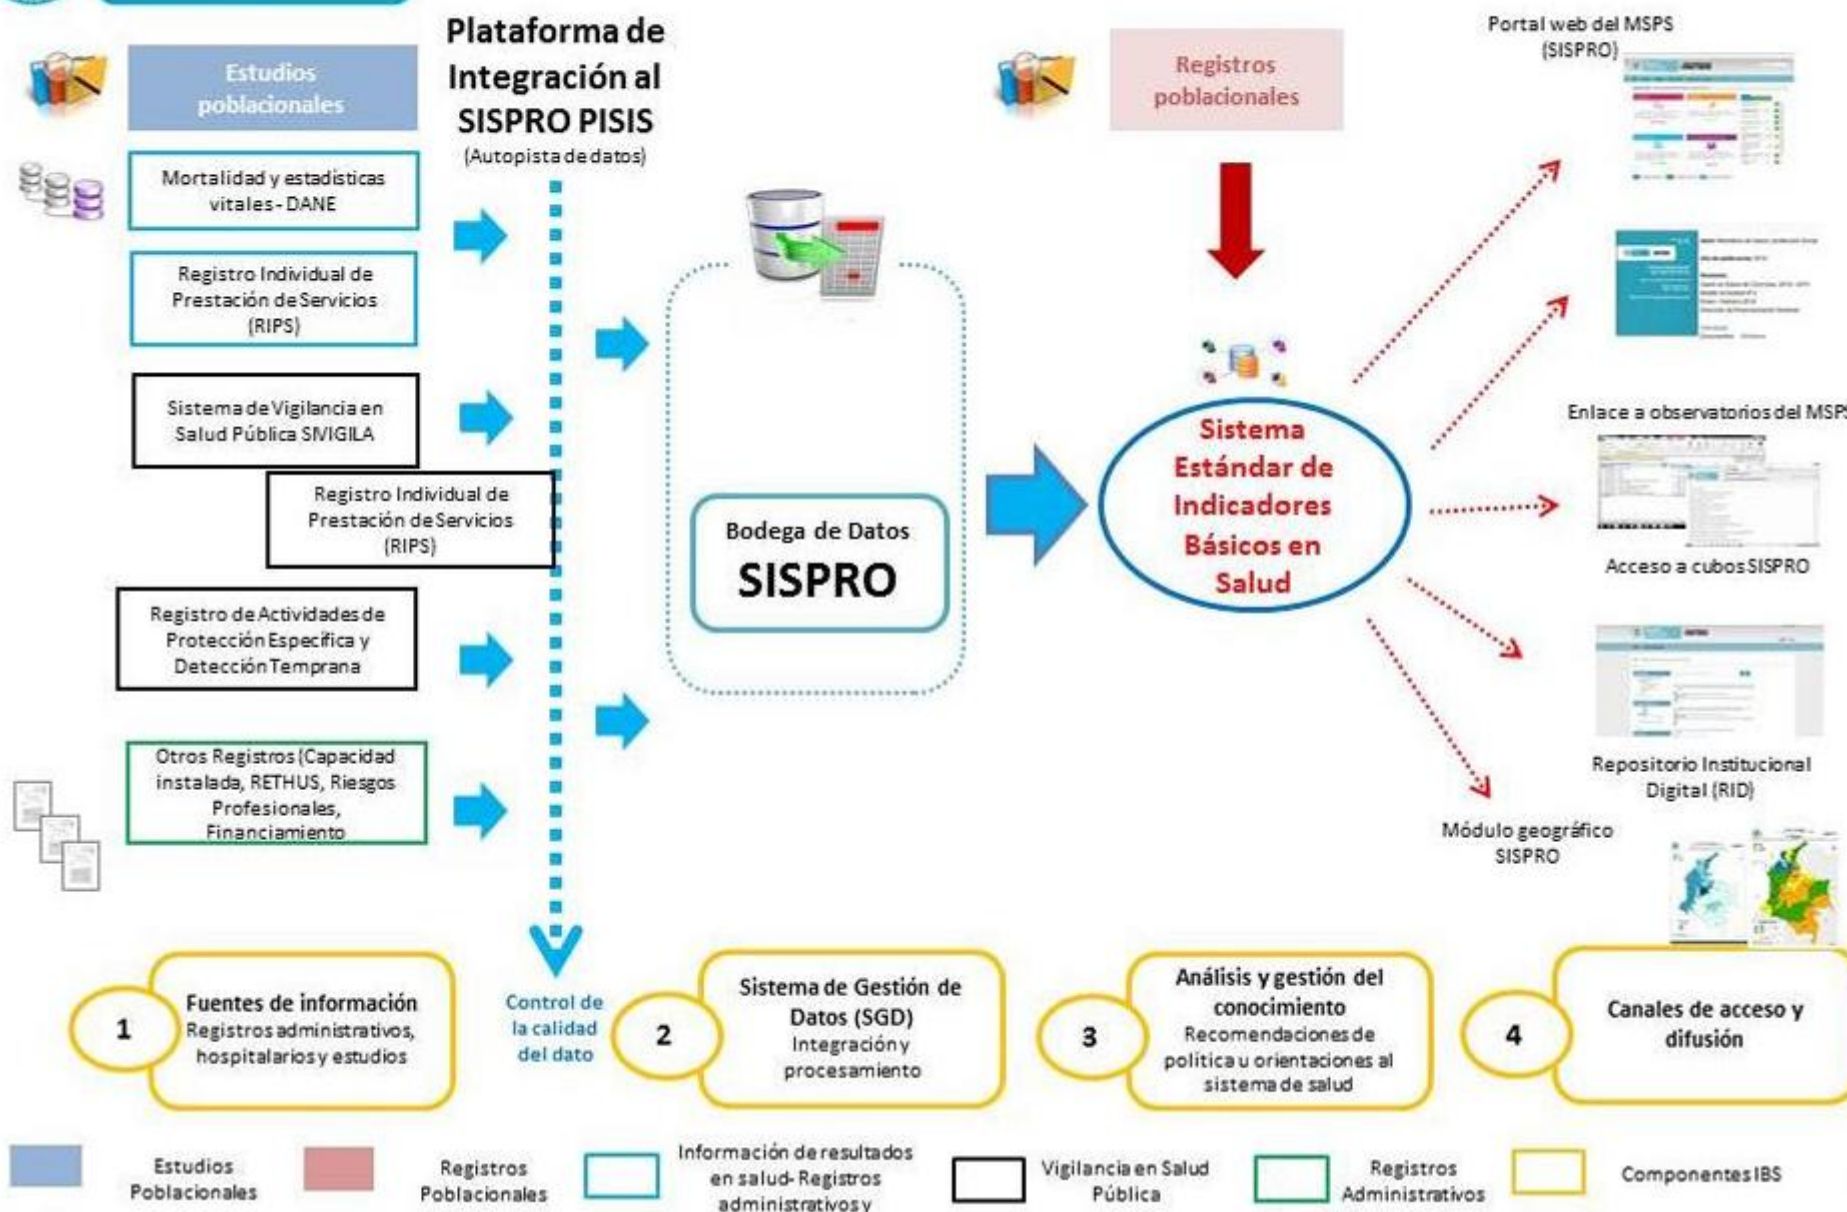 Estudios
poblacionales
Mortalidad y estadísticas
vitales - DANE
Registro Individual de
Prestación de Servicios
(RIPS)
Sistema de Vigilancia en
Salud Pública SIVIGILA
Registro Individual de
Prestación de Servicios
(RIPS)
Registro de Actividades de
Protección Específica y
Detección Temprana
Otros Registros (Capacidad
instalada, RETHUS, Riesgos
Profesionales,
Financiamiento
Plataforma de
Integración al
SISPRO PISIS
(Autopista de datos)
Bodega de Datos
SISPRO
Registros
poblacionales
Sistema
Estándar de
Indicadores
Básicos en
Salud
Portal web del MSPS
(SISPRO)
Enlace a observatorios del MSPS
Acceso a cubos SISPRO
Repositorio Institucional
Digital (RID)
Módulo geográfico
SISPRO
1
Fuentes de información
Registros administrativos,
hospitalarios y estudios
Control de
la calidad
del dato
2
Sistema de Gestión de
Datos (SGD)
Integración y
procesamiento
3
Análisis y gestión del
conocimiento
Recomendaciones de
política u orientaciones al
sistema de salud
4
Canales de acceso y
difusión
Estudios
Poblacionales
Registros
Poblacionales
Información de resultados
en salud- Registros
administrativos y
Vigilancia en Salud
Pública
Registros
Administrativos
Componentes IBS